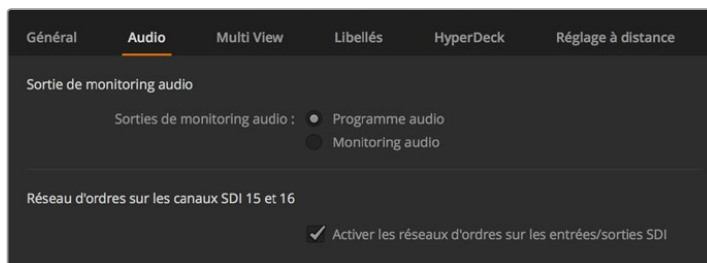 Général Audio Multi View Libellés HyperDeck Réglage à distance
Sortie de monitoring audio
Sorties de monitoring audio : Programme audio
Monitoring audio
Réseau d'ordres sur les canaux SDI 15 et 16
Activer les réseaux d'ordres sur les entrées/sorties SDI